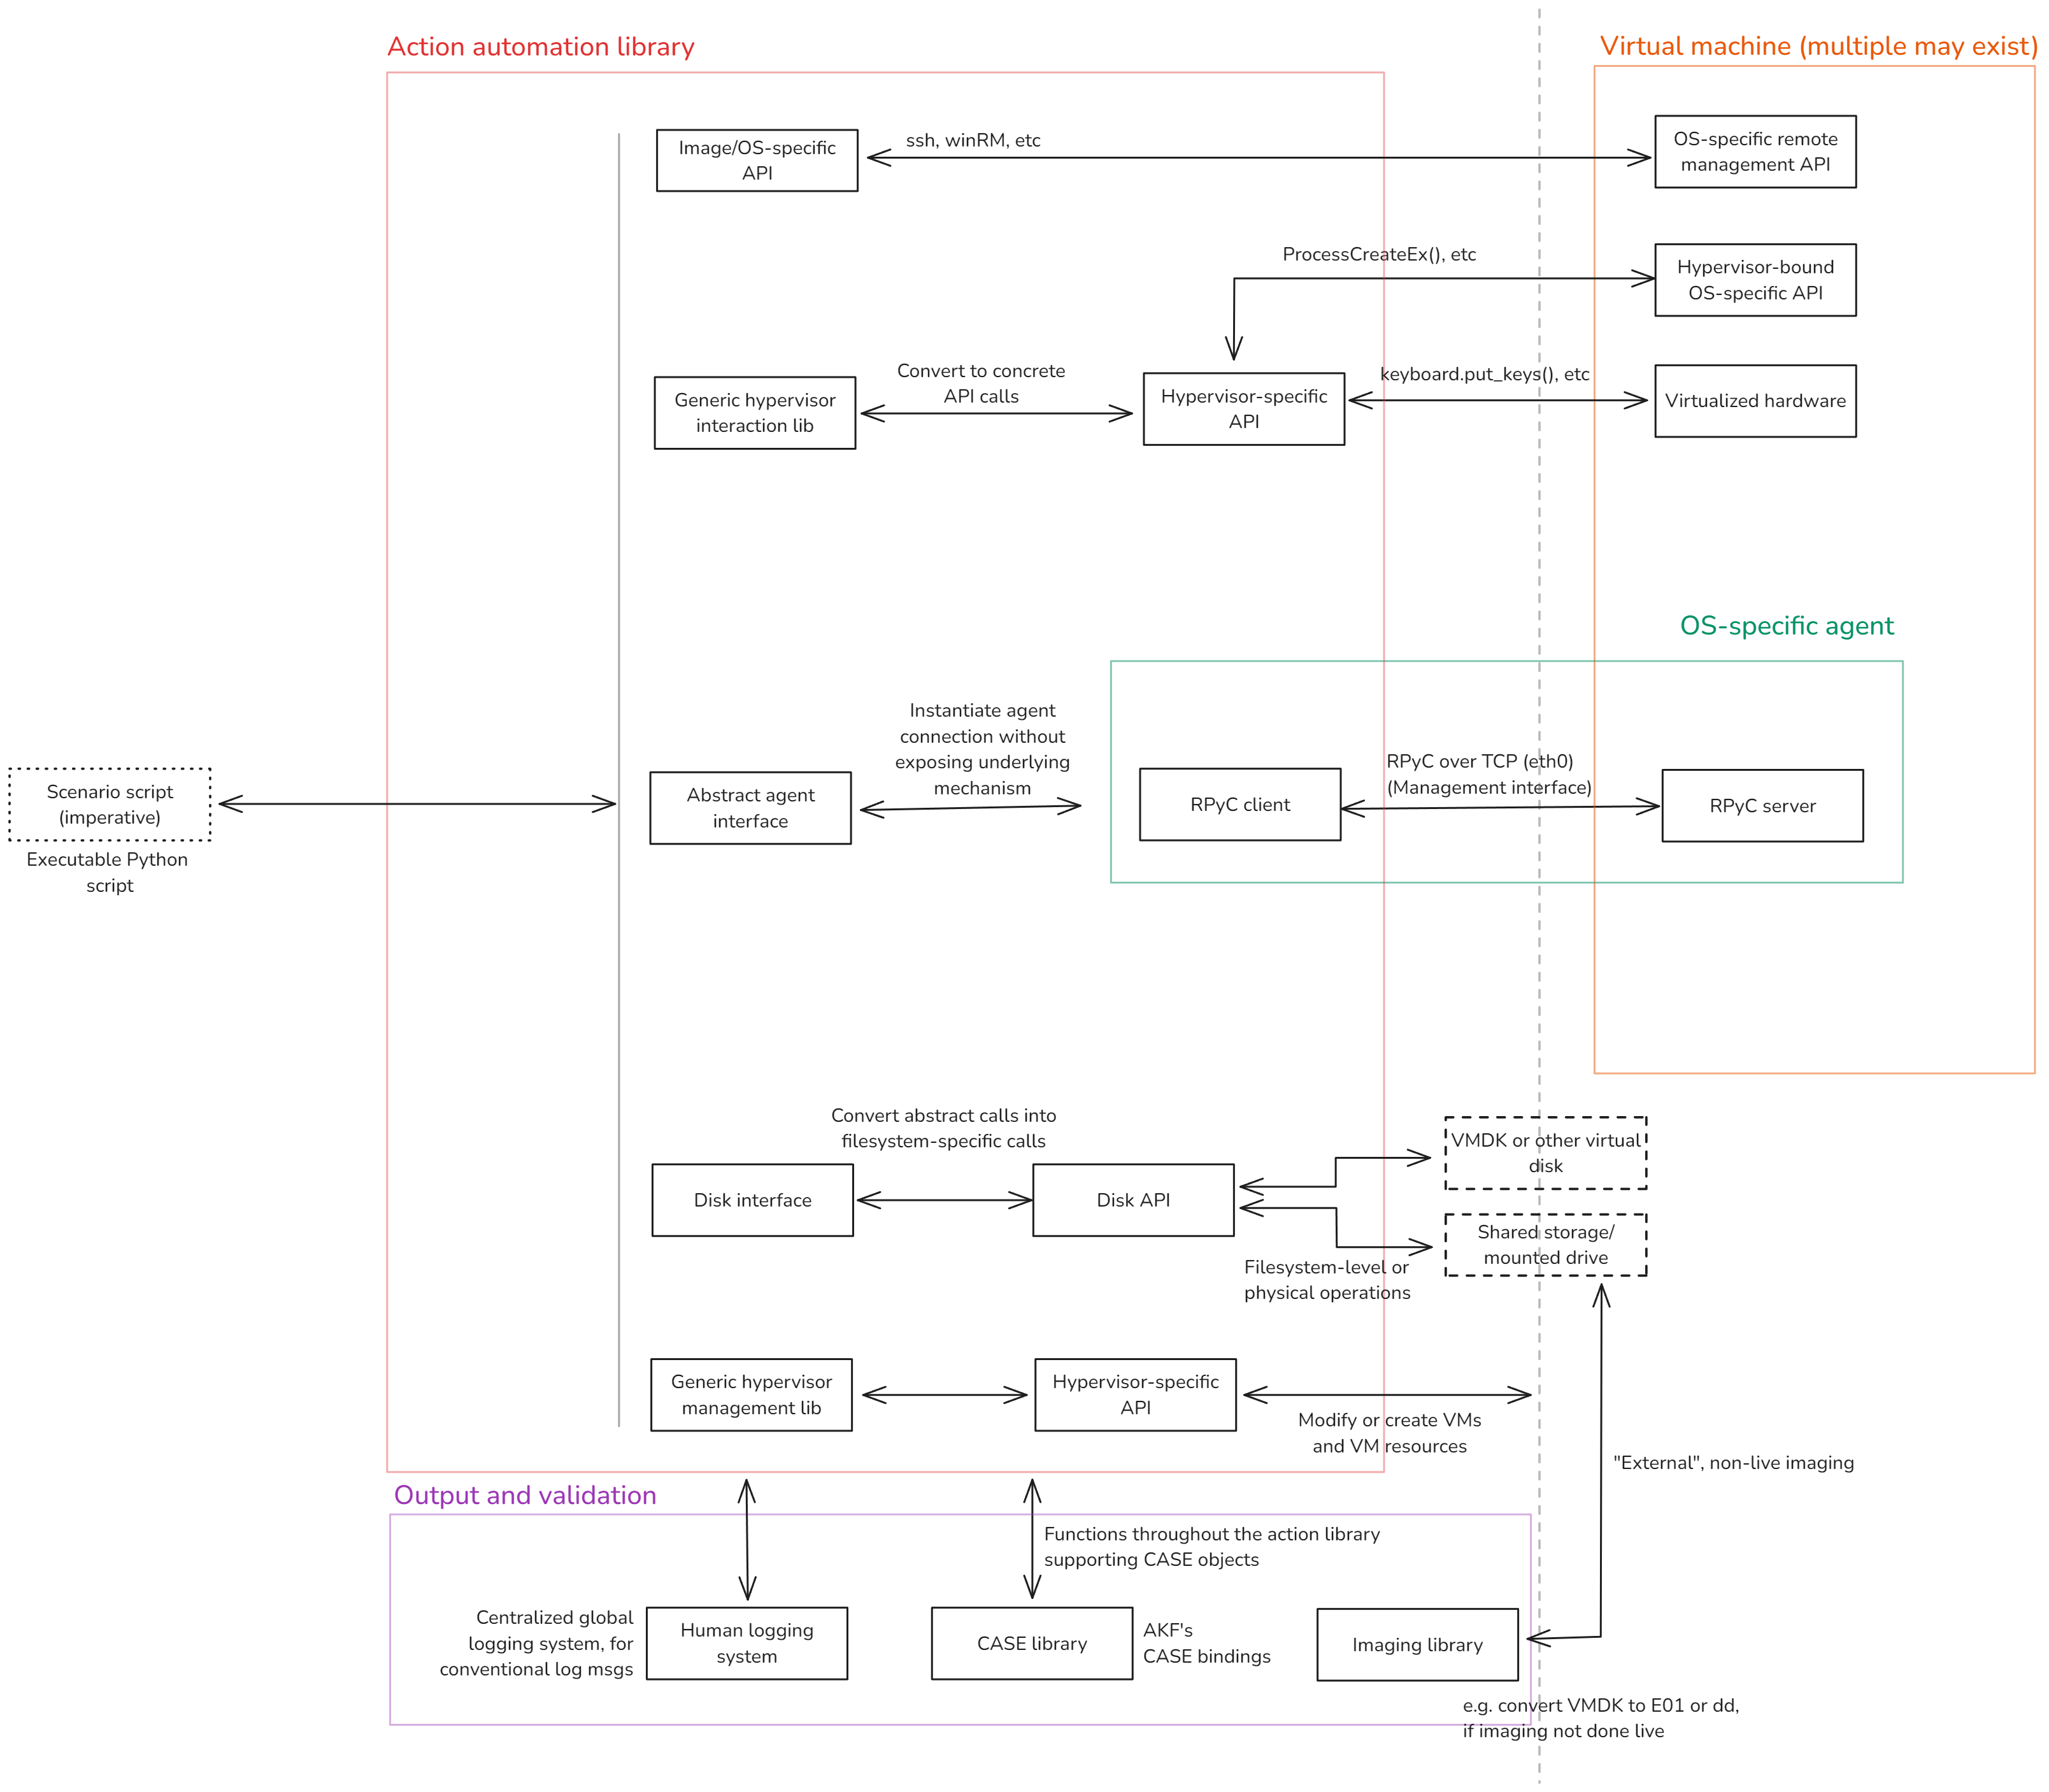 Action automation library
Virtual machine (multiple may exist)
Image/OS-specific
API
ssh, winRM, etc
OS-specific remote
management API
ProcessCreateEx(), etc
Hypervisor-bound
OS-specific API
Generic hypervisor
interaction lib
Convert to concrete
API calls
Hypervisor-specific
API
keyboard.put_keys(), etc
Virtualized hardware
OS-specific agent
Scenario script
(imperative)
Executable Python
script
Abstract agent
interface
Instantiate agent
connection without
exposing underlying
mechanism
RPyC client
RPyC over TCP (eth0)
(Management interface)
RPyC server
Convert abstract calls into
filesystem-specific calls
Disk interface
Disk API
VMDK or other virtual
disk
Shared storage/
mounted drive
Filesystem-level or
physical operations
Generic hypervisor
management lib
Hypervisor-specific
API
Modify or create VMs
and VM resources
"External", non-live imaging
Output and validation
Functions throughout the action library
supporting CASE objects
Centralized global
logging system, for
conventional log msgs
Human logging
system
CASE library
AKF's
CASE bindings
Imaging library
e.g. convert VMDK to E01 or dd,
if imaging not done live